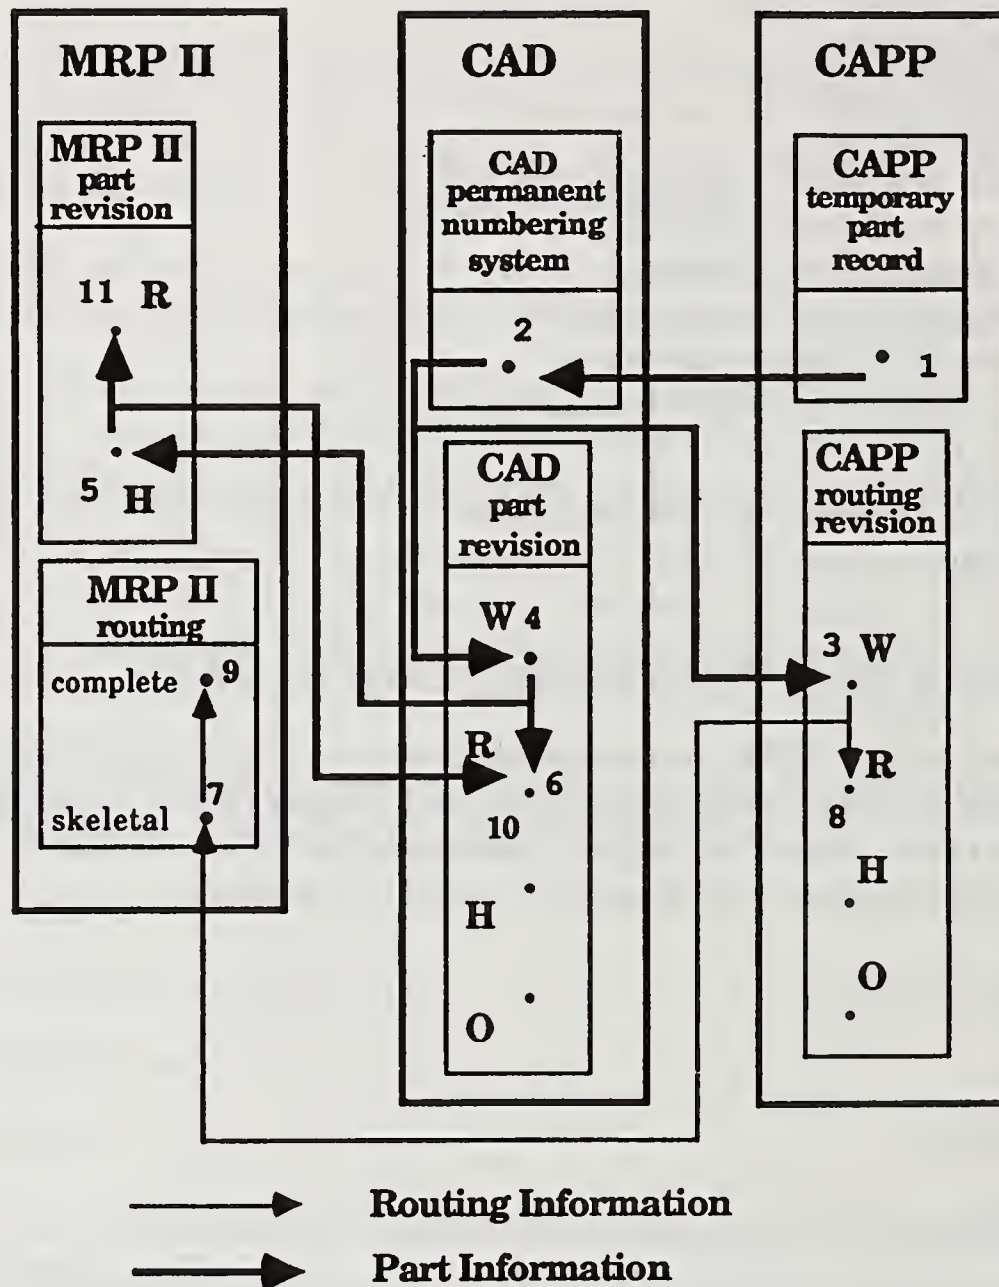 MRP II
MRP II
part
revision
11 R
5 H
MRP II
routing
complete 9
7
skeletal
CAD
CAD
permanent
numbering
system
2
CAD
part
revision
W 4
R
6
10
H
O
CAPP
CAPP
temporary
part
record
1
CAPP
routing
revision
3 W
R
8
H
O
Routing Information
Part Information